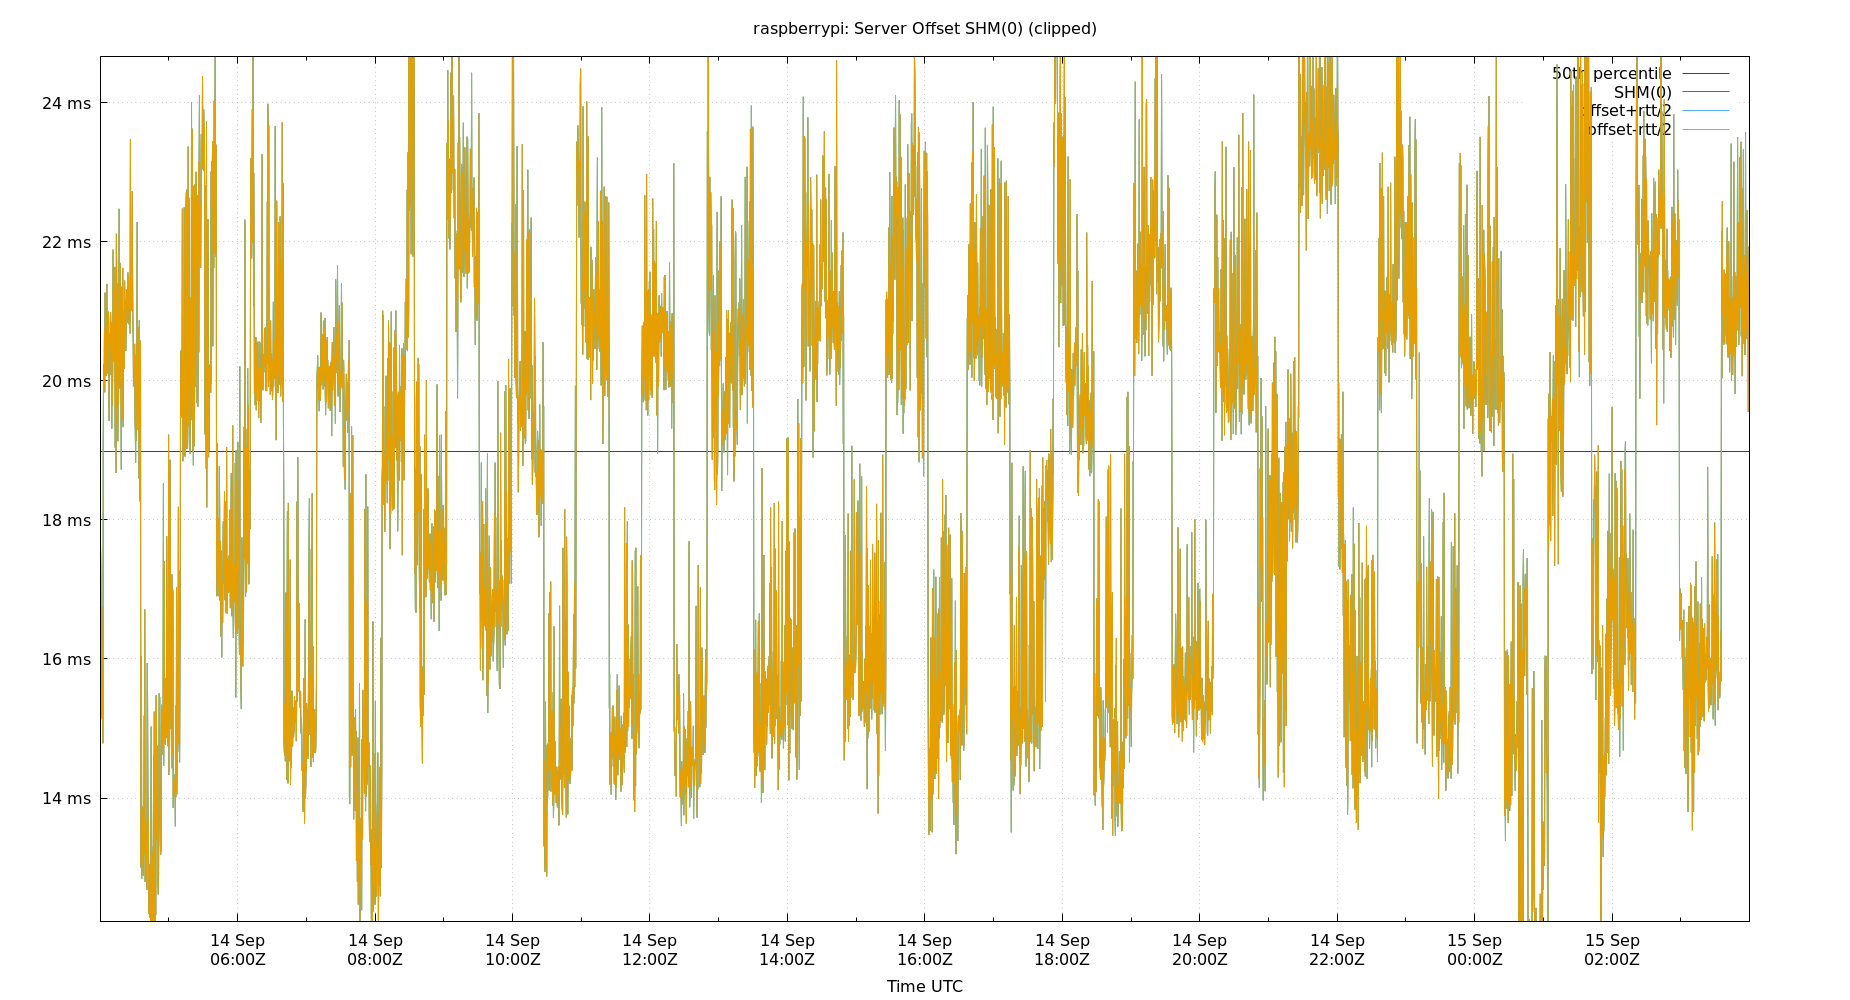 raspberrypi: Server Offset SHM(0) (clipped)
50th percentile
SHM(0)
offset+rtt/2
offset-rtt/2
24 ms
22 ms
20 ms
18 ms
16 ms
14 ms
14 Sep 14 Sep 14 Sep 14 Sep 14 Sep 14 Sep 14 Sep 14 Sep 14 Sep 15 Sep 15 Sep
06:00Z 08:00Z 10:00Z 12:00Z 14:00Z 16:00Z 18:00Z 20:00Z 22:00Z 00:00Z 02:00Z
Time UTC